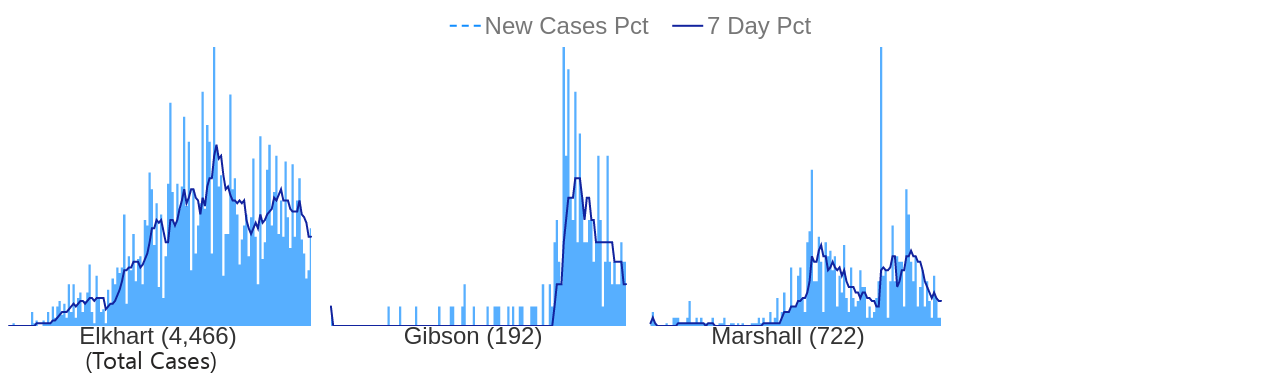 New Cases Pct 7 Day Pct
Elkhart (4,466) Gibson (192) Marshall (722)
(Total Cases)